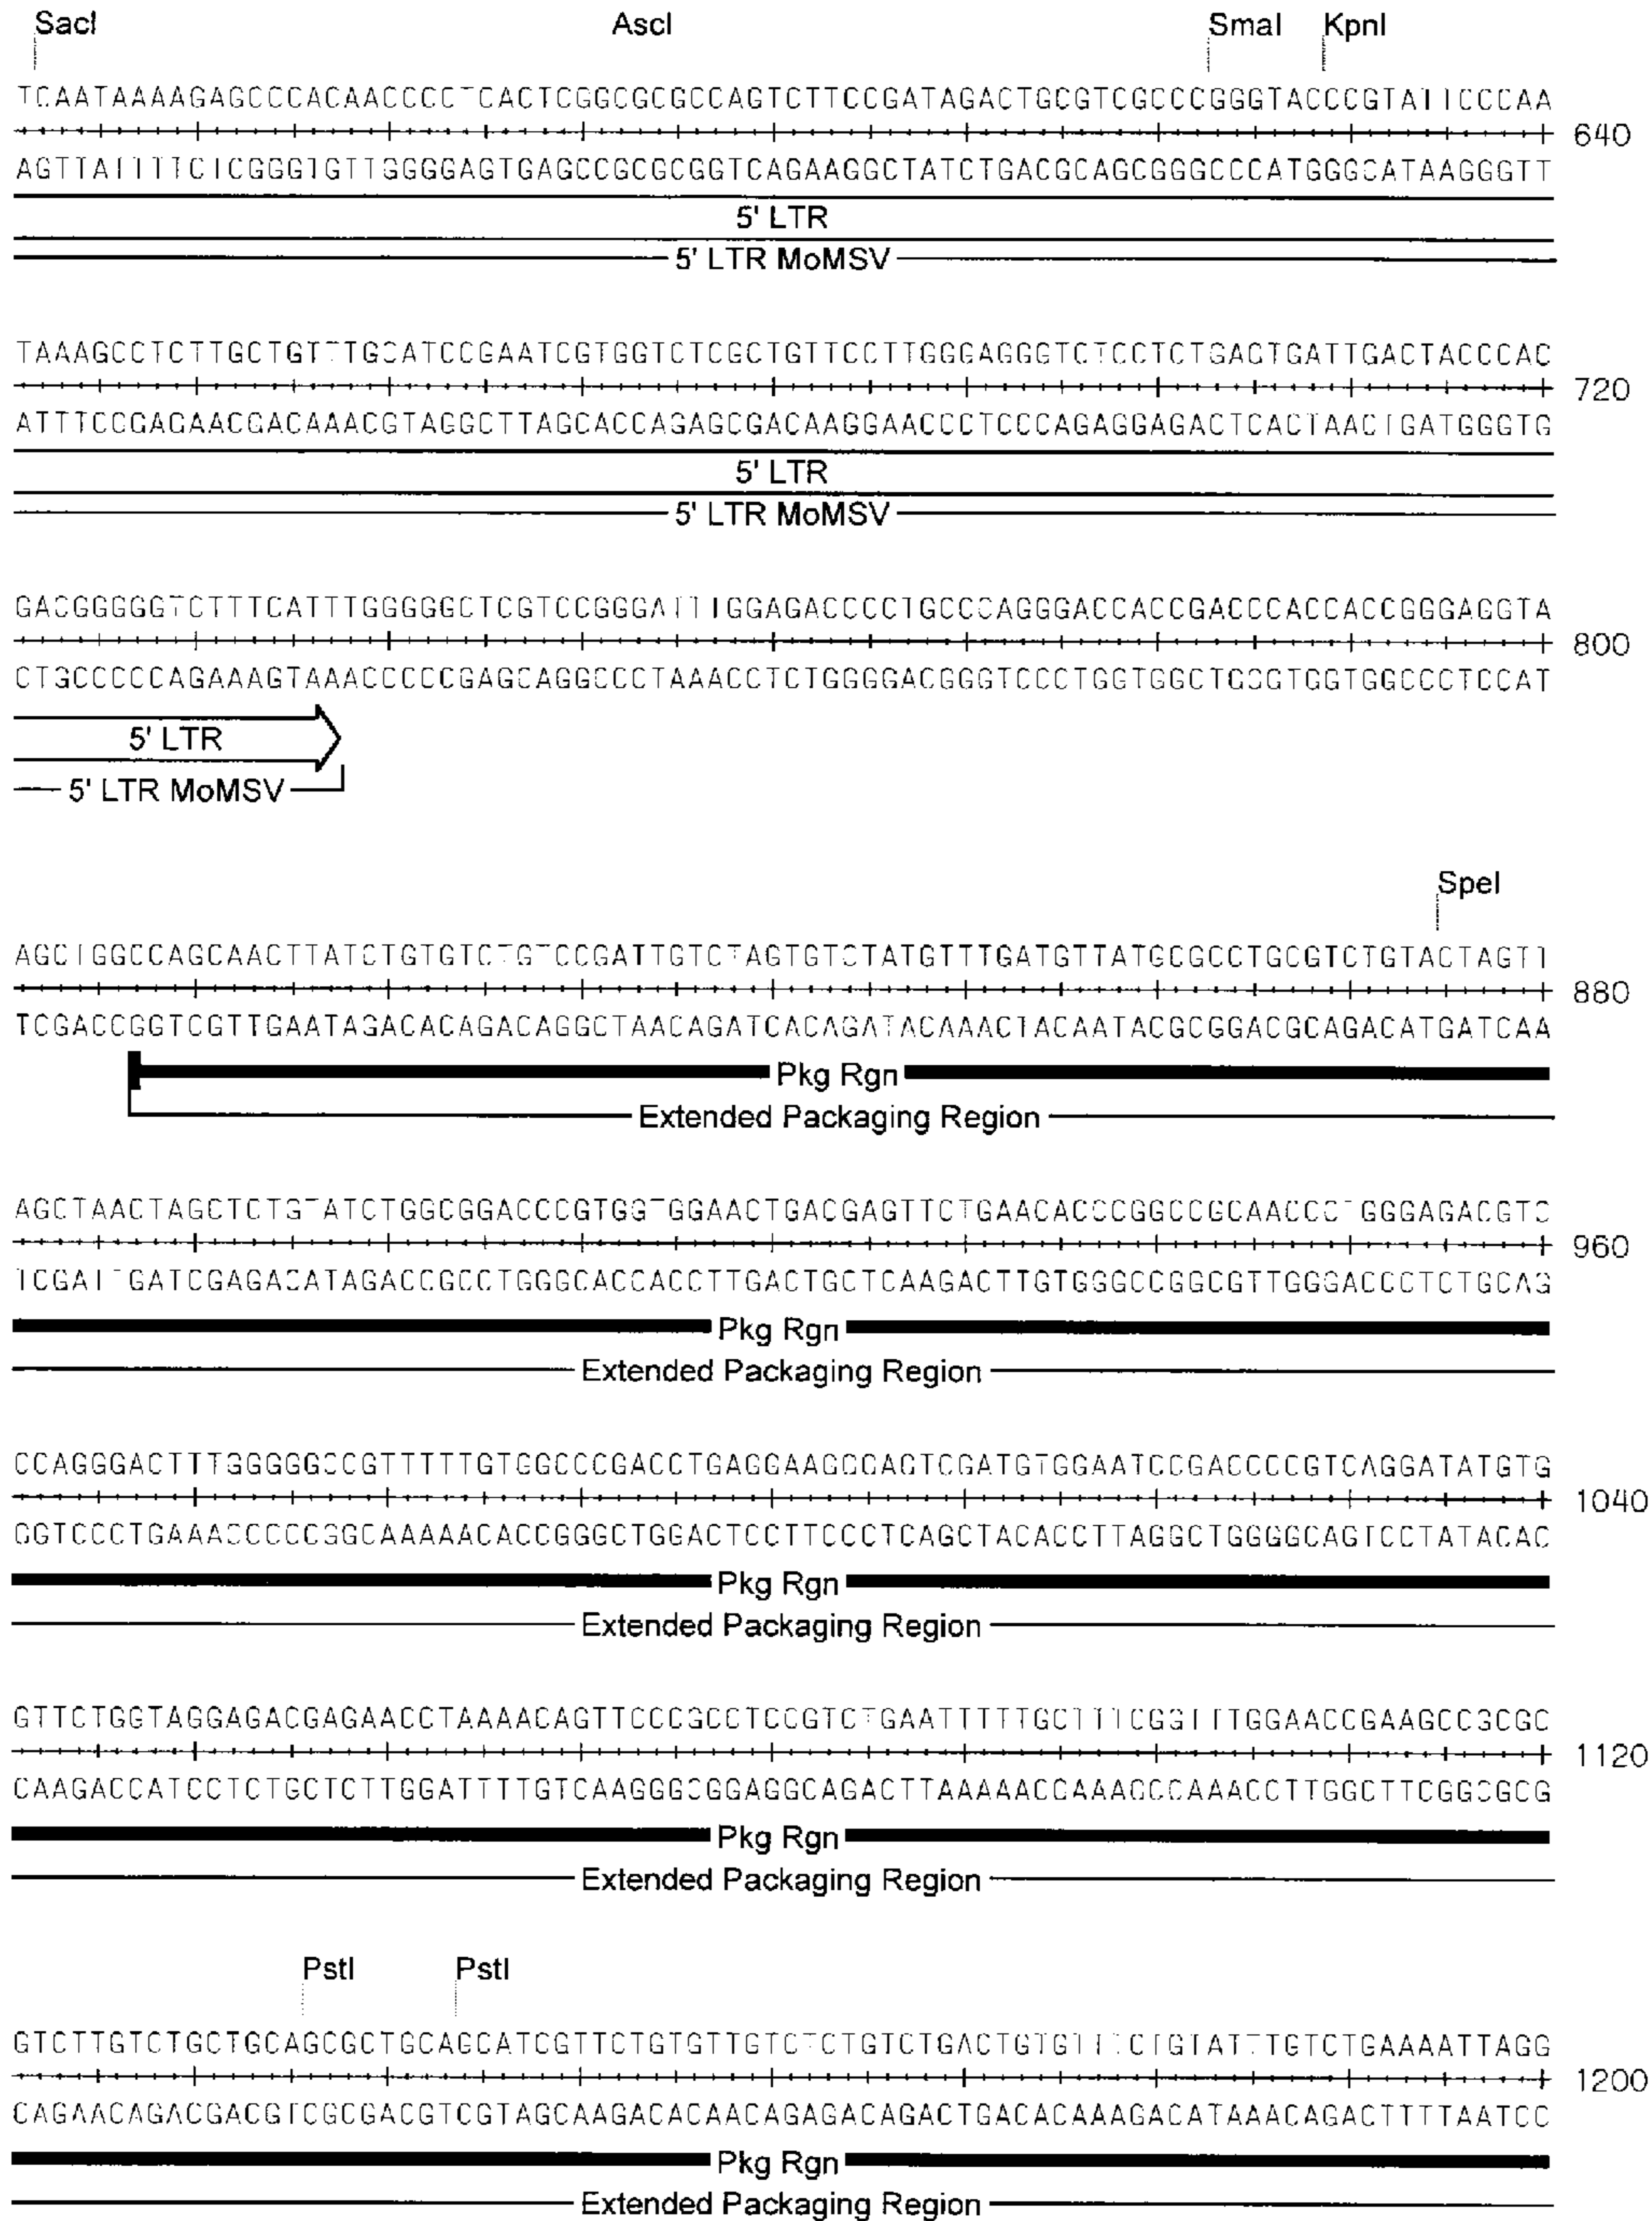 SacI AscI SmaI KpnI
TCAATAAAAGAGCCCACAACCCCTCACTCGGCGCGCCAGTCTTCCGATAGACTGCGTCGCCCGGGTACCCGTATTCCCAA
640
AGTTATTTTCTCGGGTGTTGGGGAGTGAGCCGCGCGGTCAGAAGGCTATCTGACGCAGCGGGCCCATGGGCATAAGGGTT
5' LTR
5' LTR MoMSV
TAAAGCCTCTTGCTGTTTGCATCCGAATCGTGGTCTCGCTGTTCCTTGGGAGGGTCTCCTCTGAGTGATTGACTACCCAC
720
ATTTCGGAGAACGACAAACGTAGGCTTAGCACCAGAGCGACAAGGAACCCTCCCAGAGGAGACTCACTAACTGATGGGTG
5' LTR
5' LTR MoMSV
GACGGGGGTCTTTCATTTGGGGGCTCGTCCGGGATTTGGAGACCCCTGCCCAGGGACCACCGACCCACCACCGGGAGGTA
800
CTGCCCCCAGAAAGTAAACCCCCGAGCAGGCCCTAAACCTCTGGGGACGGGTCCCTGGTGGCTGGGTGGTGGCCCTCCAT
5' LTR
5' LTR MoMSV
SpeI
AGCTGGCCAGCAACTTATCTGTGTCTGTCCGATTGTCTAGTGTCTATGTTTGATGTTATGCGCCTGCGTCTGTACTAGTT
880
TCGACCGGTCGTTGAATAGACACAGACAGGCTAACAGATCACAGATACAAACTACAATACGCGGACGCAGACATGATCAA
Pkg Rgn
Extended Packaging Region
AGCTAACTAGCTCTGTATCTGGCGGACCCGTGGTGGAACTGACGAGTTCTGAACACCCGGCCGCAACCCTGGGAGACGTC
960
TCGATTGATCGAGACATAGACCGCCTGGGCACCACCTTGACTGCTCAAGACTTGTGGGCCGGCGTTGGGACCCTCTGCAG
Pkg Rgn
Extended Packaging Region
CCAGGGACTTTGGGGGCCGTTTTTGTGGCCCGACCTGAGGAAGGGAGTCGATGTGGAATCCGACCCCGTCAGGATATGTG
1040
GGTCCCTGAAACCCCCGGCAAAAACACCGGGCTGGACTCCTTCCCTCAGCTACACCTTAGGCTGGGGCAGTCCTATACAC
Pkg Rgn
Extended Packaging Region
GTTCTGGTAGGAGACGAGAACCTAAAACAGTTCCCGCCTCCGTCTGAATTTTTGCTTTCGGTTTGGAACCGAAGCCGCGC
1120
CAAGACCATCCTCTGCTCTTGGATTTTGTCAAGGGCGGAGGCAGACTTAAAAACGAAAGCCAAACCTTGGCTTCGGCGCG
Pkg Rgn
Extended Packaging Region
PstI PstI
GTCTTGTCTGCTGCAGCGCTGCAGCATCGTTCTGTGTTGTCTCTGTCTGACTGTGTTTCTGTATTTGTCTGAAAATTAGG
1200
CAGAACAGACGACGTCGCGACGTCGTAGCAAGACACAACAGAGACAGACTGACACAAAGACATAAACAGACTTTTAATCC
Pkg Rgn
Extended Packaging Region